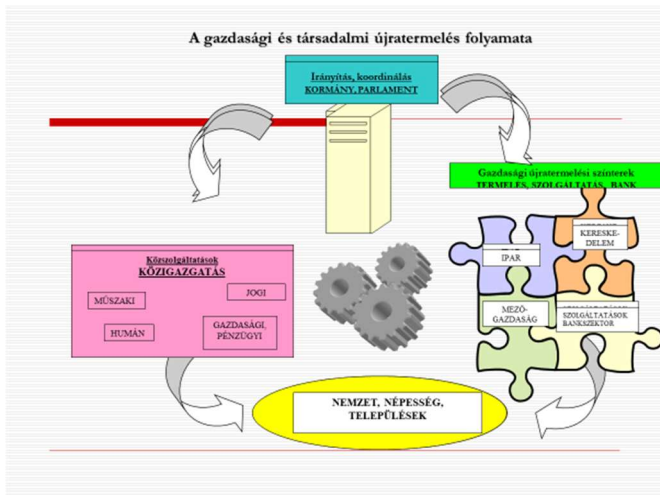 A gazdasági és társadalmi újratermelés folyamata
Irányítás, koordinálás
KORMÁNY, PARLAMENT
Gazdasági újratermelési színterek
TERMELÉS, SZOLGÁLTATÁS, BANK
Közszolgáltatások
KÖZIGAZGATÁS
MŰSZAKI
JOGI
HUMÁN
GAZDASÁGI,
PÉNZÜGYI
IPAR
KERESKE-
DELEM
MEZŐ-
GAZDASÁG
SZOLGÁLTATÁSOK
BANKSZEKTOR
NEMZET, NÉPESSÉG,
TELEPÜLÉSEK